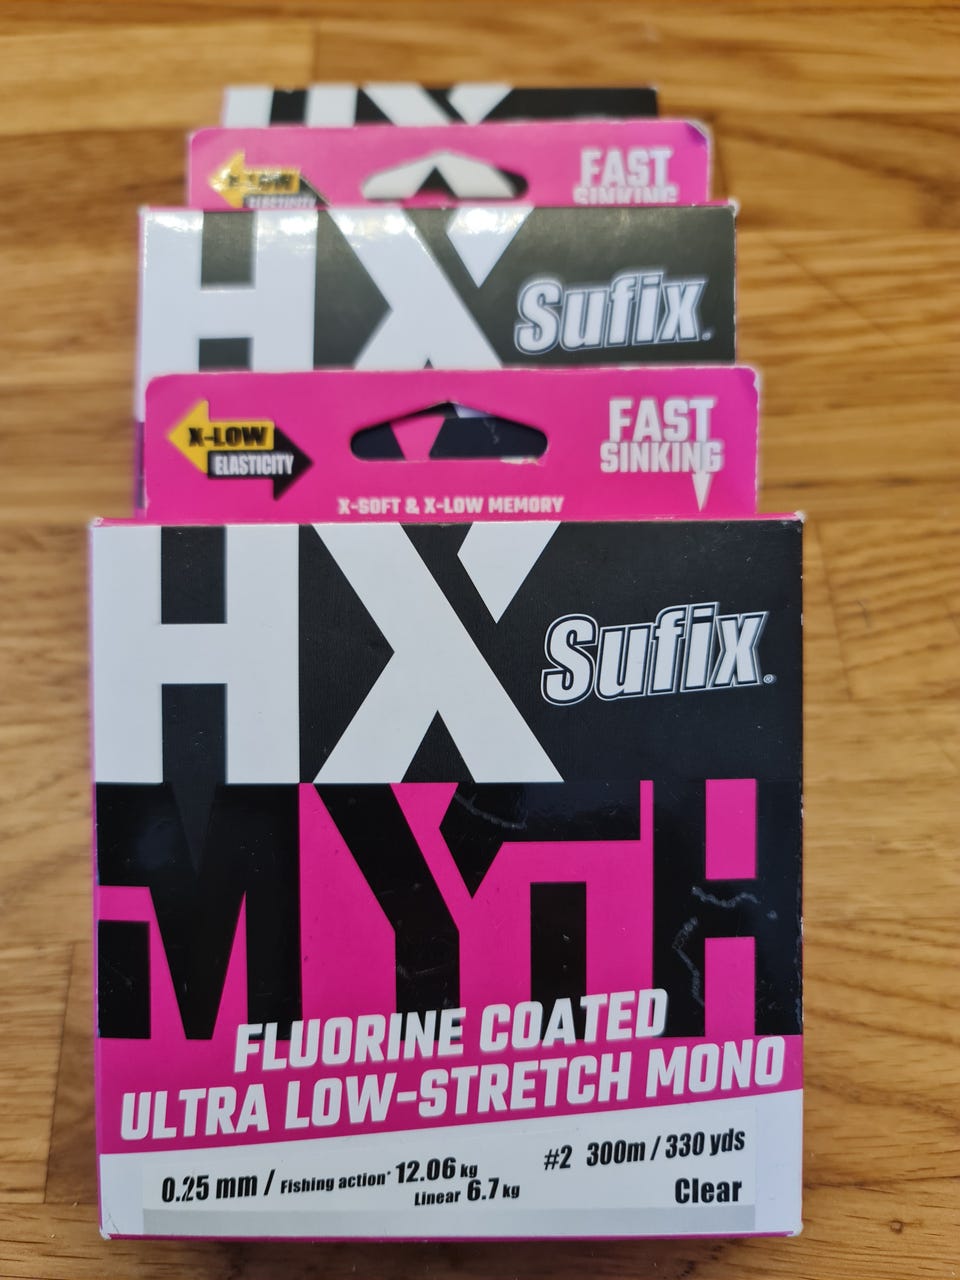 HX
X-LOW
ELASTICITY
FAST
SINKING
HX
Sufix
X-LOW
ELASTICITY
FAST
SINKING
X-SOFT & X-LOW MEMORY
HX
Sufix®
MYTH
FLUORINE COATED
ULTRA LOW-STRETCH MONO
0.25 mm / Fishing action* 12.06 kg
Linear 6.7 kg
#2 300m / 330 yds
Clear